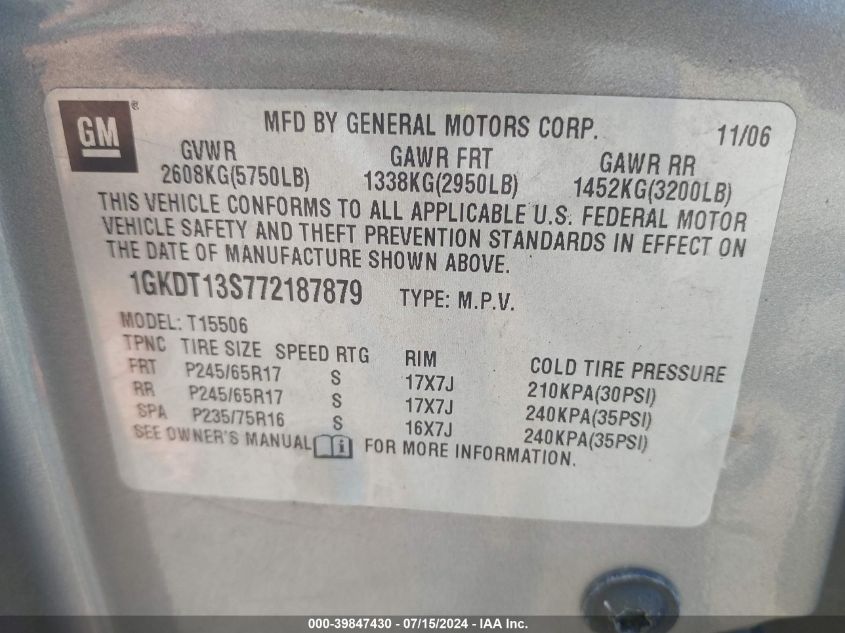 GM®
MFD BY GENERAL MOTORS CORP. 11/06
GVWR GAWR FRT GAWR RR
2608KG(5750LB) 1338KG(2950LB) 1452KG(3200LB)
THIS VEHICLE CONFORMS TO ALL APPLICABLE U.S. FEDERAL MOTOR
VEHICLE SAFETY AND THEFT PREVENTION STANDARDS IN EFFECT ON
THE DATE OF MANUFACTURE SHOWN ABOVE.
1GKDT13S772187879 TYPE: M.P.V.
MODEL: T15506
TPNC TIRE SIZE SPEED RTG RIM COLD TIRE PRESSURE
FRT P245/65R17 S 17X7J 210KPA(30PSI)
RR P245/65R17 S 17X7J 240KPA(35PSI)
SPA P235/75R16 S 16X7J 240KPA(35PSI)
SEE OWNER'S MANUAL i FOR MORE INFORMATION.
000-39847430 - 07/15/2024 - IAA Inc.